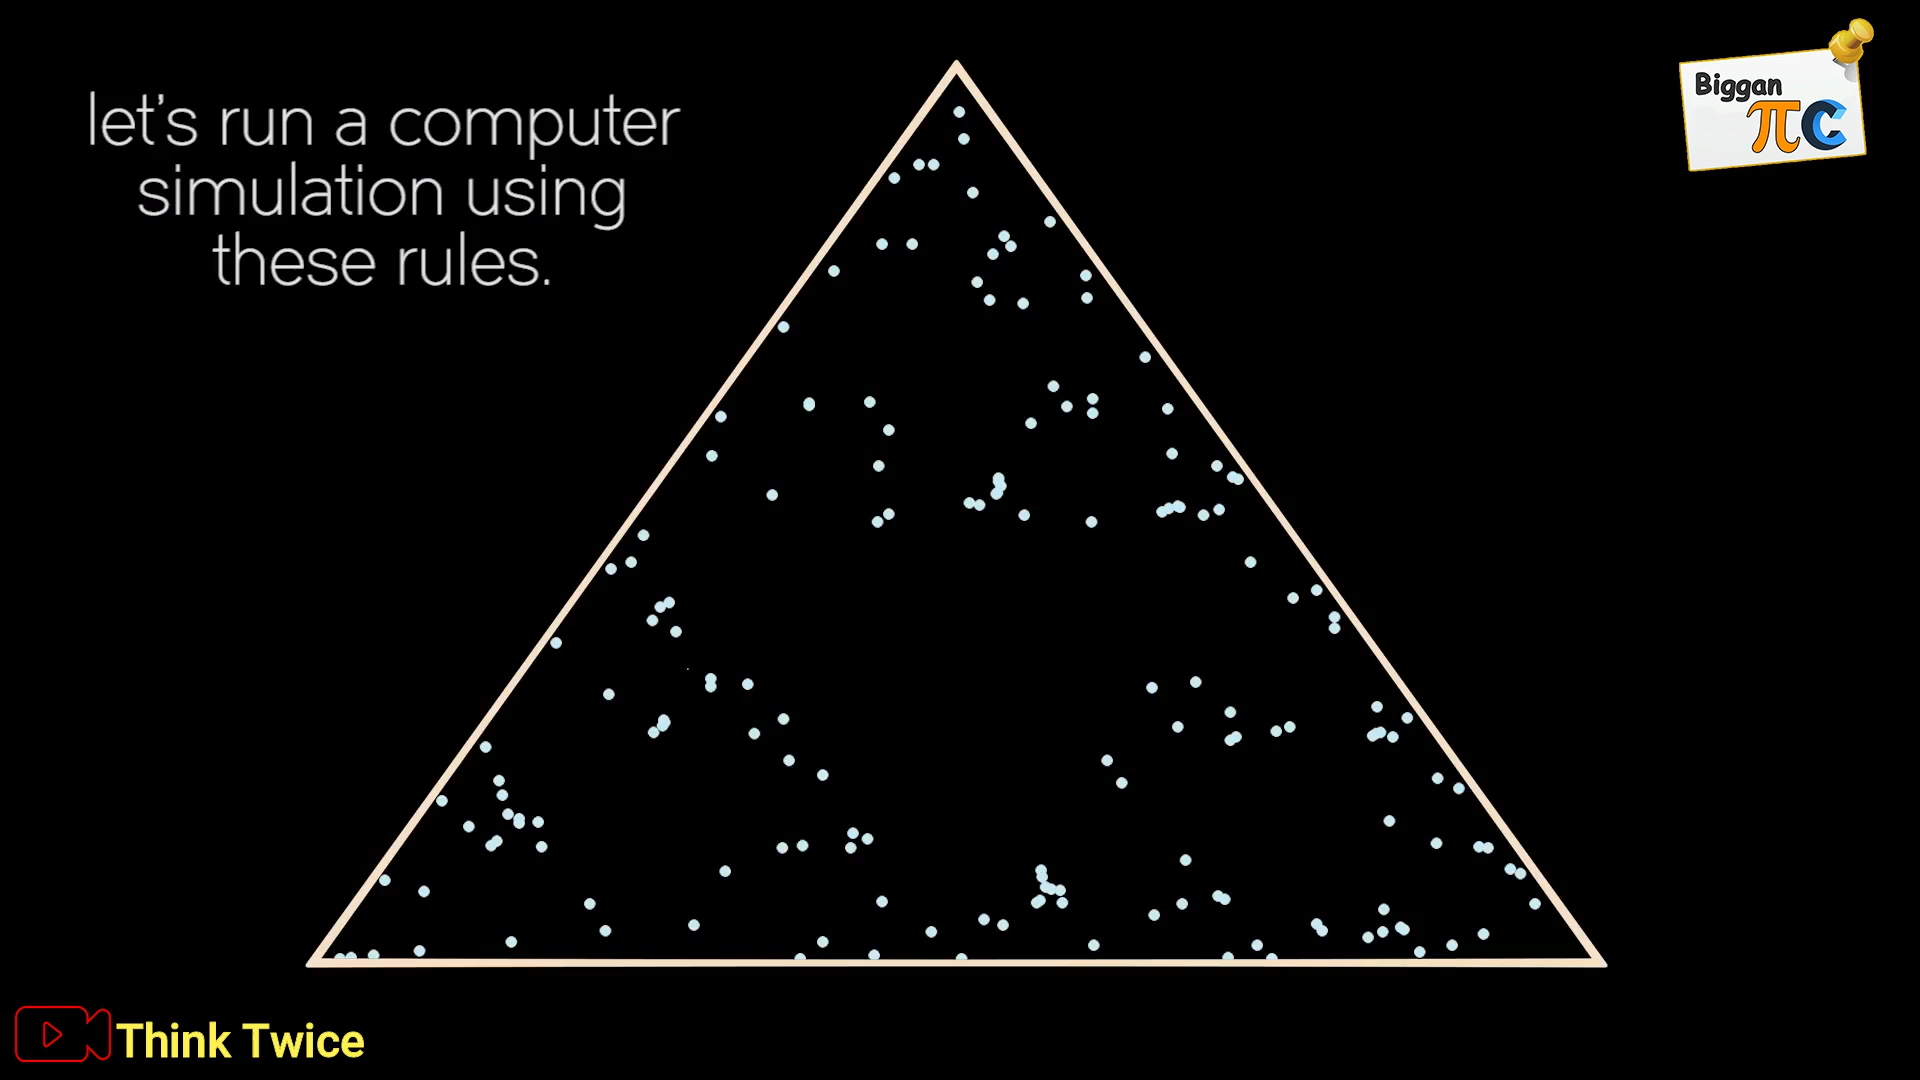 let's run a computer
simulation using
these rules.
Biggan
πC
Think Twice